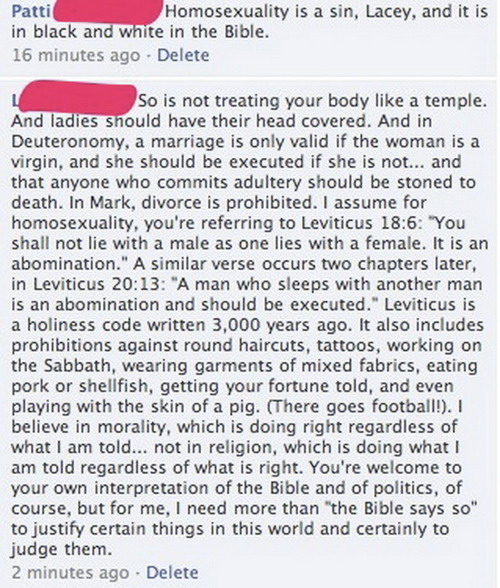 Patti Homosexuality is a sin, Lacey, and it is
in black and white in the Bible.
16 minutes ago · Delete
L So is not treating your body like a temple.
And ladies should have their head covered. And in
Deuteronomy, a marriage is only valid if the woman is a
virgin, and she should be executed if she is not... and
that anyone who commits adultery should be stoned to
death. In Mark, divorce is prohibited. I assume for
homosexuality, you're referring to Leviticus 18:6: "You
shall not lie with a male as one lies with a female. It is an
abomination." A similar verse occurs two chapters later,
in Leviticus 20:13: "A man who sleeps with another man
is an abomination and should be executed." Leviticus is
a holiness code written 3,000 years ago. It also includes
prohibitions against round haircuts, tattoos, working on
the Sabbath, wearing garments of mixed fabrics, eating
pork or shellfish, getting your fortune told, and even
playing with the skin of a pig. (There goes football!). I
believe in morality, which is doing right regardless of
what I am told... not in religion, which is doing what I
am told regardless of what is right. You're welcome to
your own interpretation of the Bible and of politics, of
course, but for me, I need more than "the Bible says so"
to justify certain things in this world and certainly to
judge them.
2 minutes ago · Delete